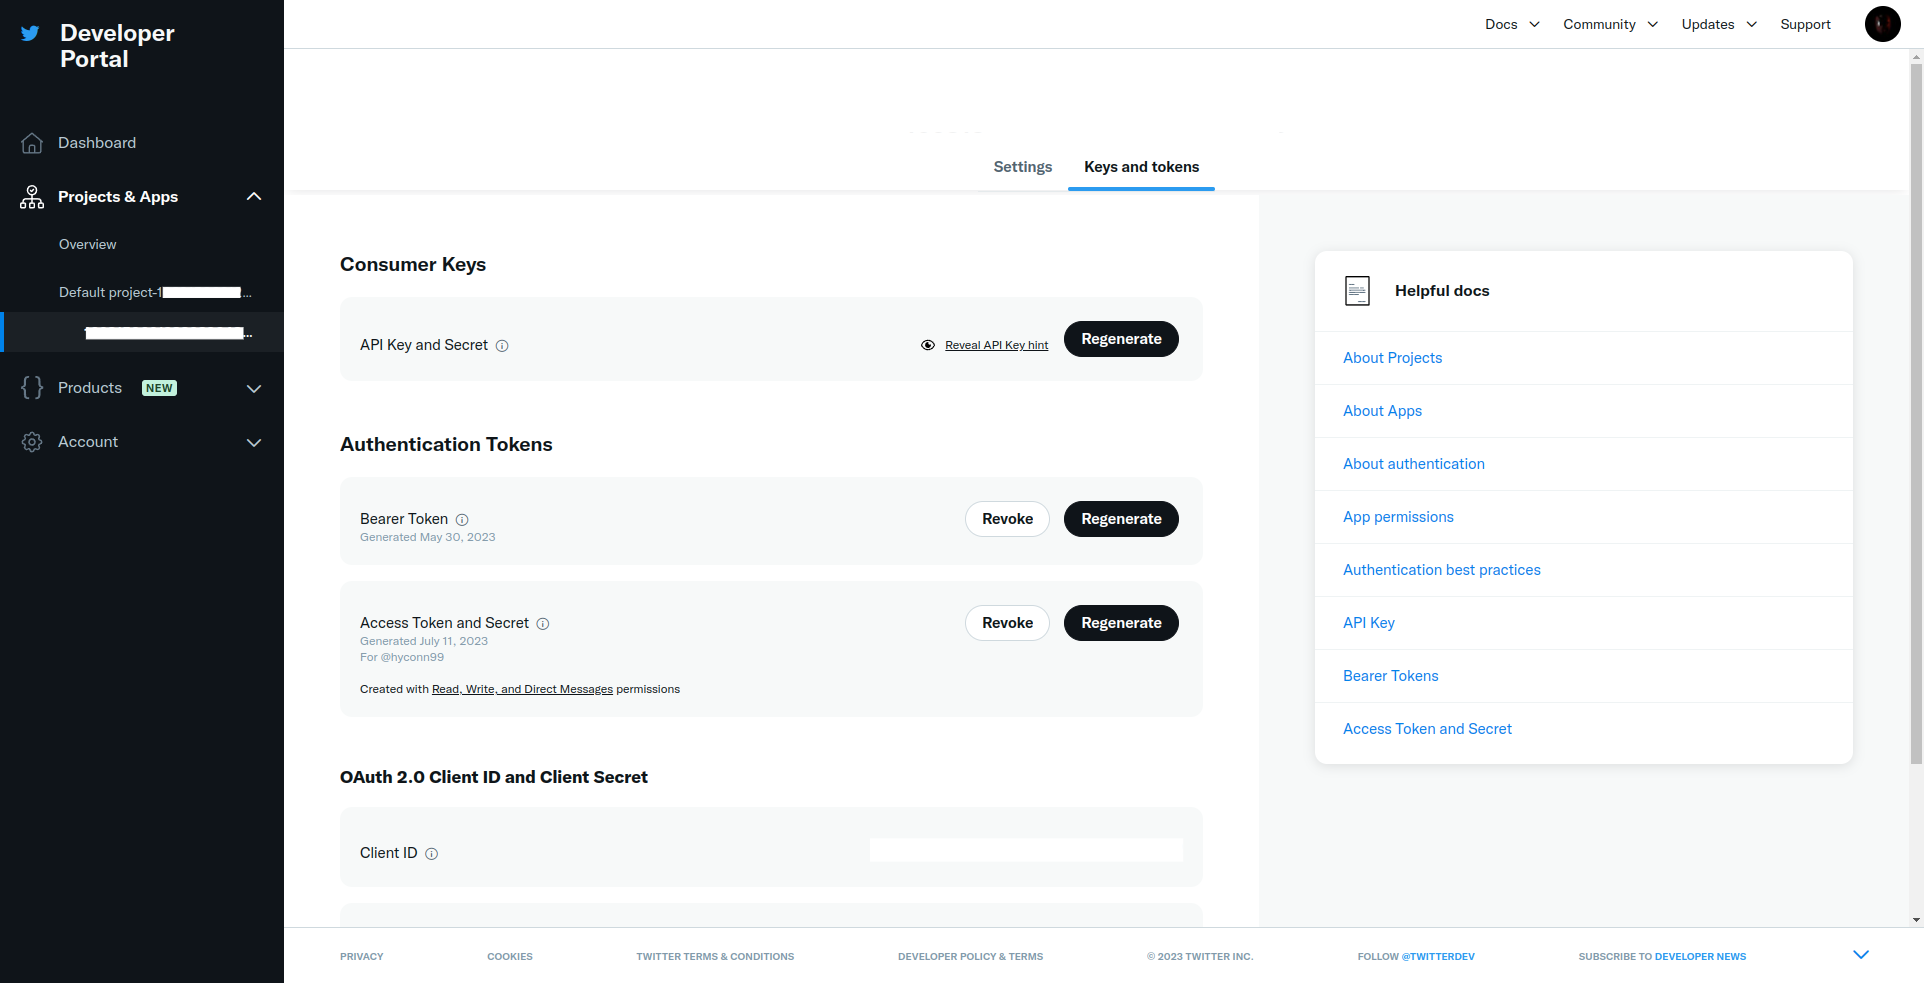 Developer
Portal
Docs
Community
Updates
Support
Dashboard
Projects & Apps
Overview
Default project-1...
...
Products NEW
Account
Settings
Keys and tokens
Consumer Keys
API Key and Secret
Reveal API Key hint
Regenerate
Authentication Tokens
Bearer Token
Generated May 30, 2023
Revoke
Regenerate
Access Token and Secret
Generated July 11, 2023
For @hyconn99
Revoke
Regenerate
Created with Read, Write, and Direct Messages permissions
OAuth 2.0 Client ID and Client Secret
Client ID
Helpful docs
About Projects
About Apps
About authentication
App permissions
Authentication best practices
API Key
Bearer Tokens
Access Token and Secret
PRIVACY
COOKIES
TWITTER TERMS & CONDITIONS
DEVELOPER POLICY & TERMS
© 2023 TWITTER INC.
FOLLOW @TWITTERDEV
SUBSCRIBE TO DEVELOPER NEWS